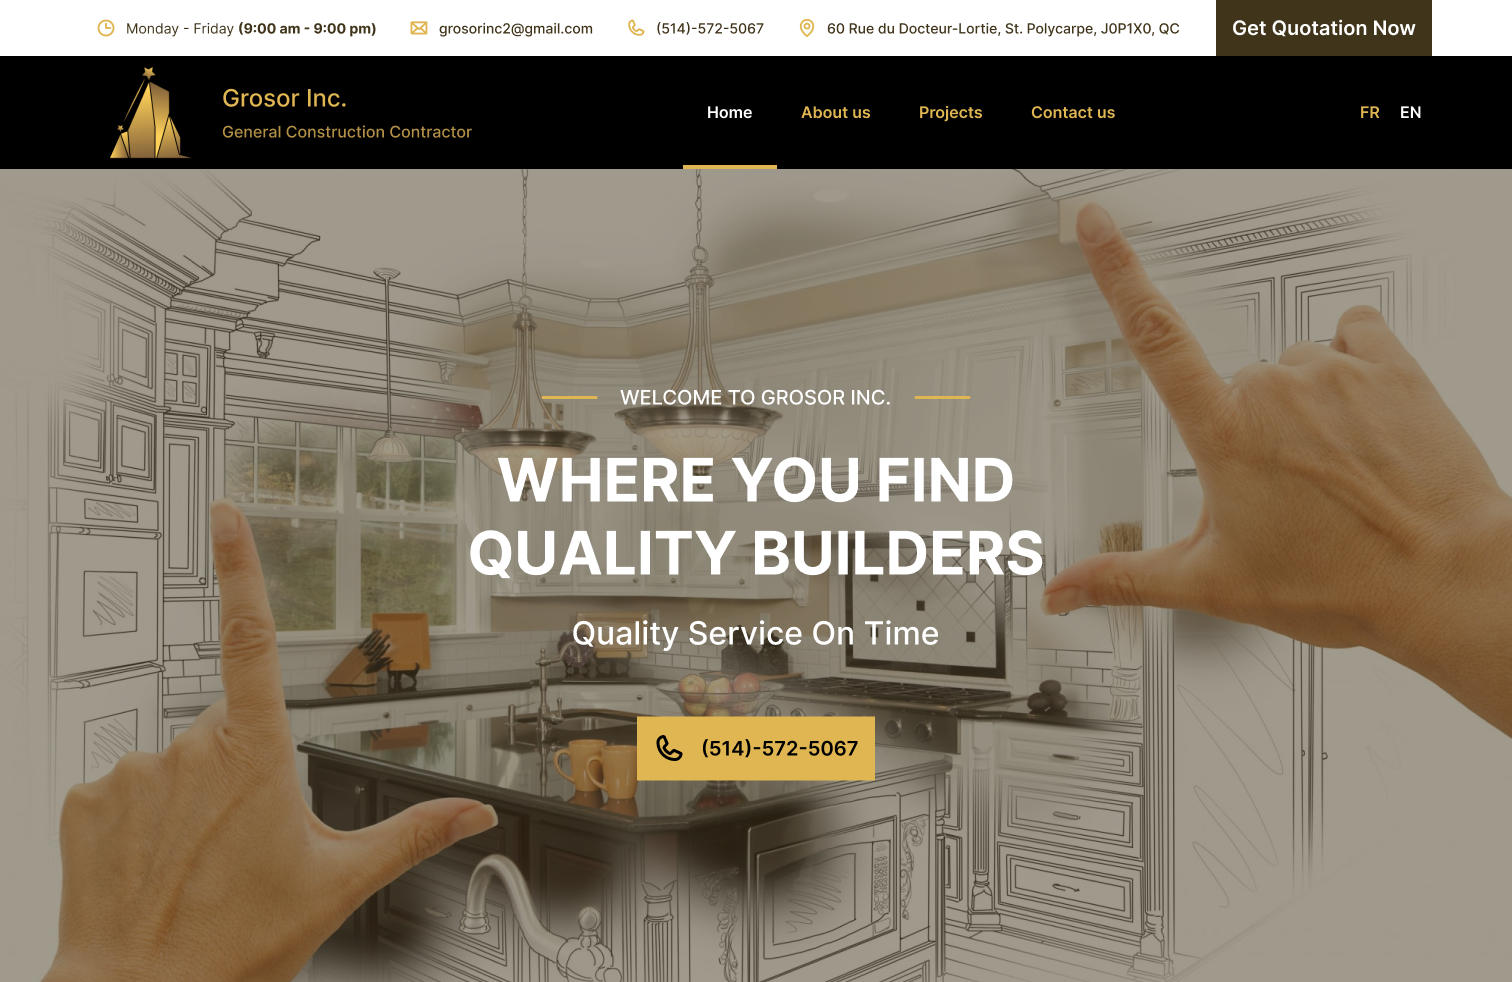 Monday - Friday (9:00 am - 9:00 pm)
grosorinc2@gmail.com
(514)-572-5067
60 Rue du Docteur-Lortie, St. Polycarpe, J0P1X0, QC
Get Quotation Now
Grosor Inc.
General Construction Contractor
Home
About us
Projects
Contact us
FR
EN
WELCOME TO GROSOR INC.
WHERE YOU FIND
QUALITY BUILDERS
Quality Service On Time
(514)-572-5067